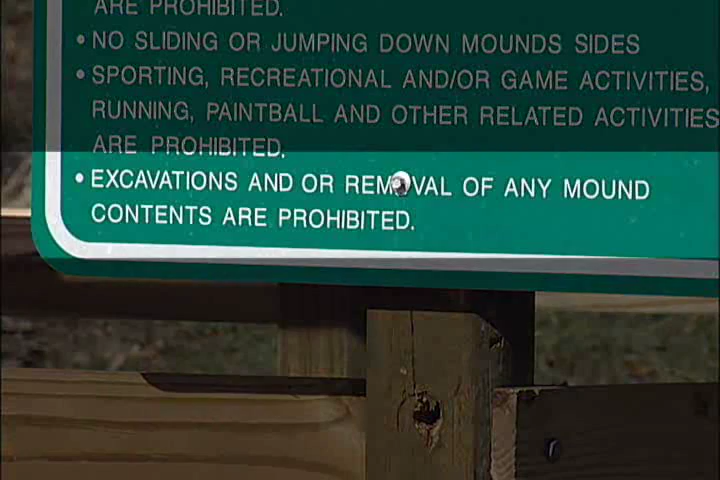 ARE PROHIBITED.
• NO SLIDING OR JUMPING DOWN MOUNDS SIDES
• SPORTING, RECREATIONAL AND/OR GAME ACTIVITIES,
RUNNING, PAINTBALL AND OTHER RELATED ACTIVITIES
ARE PROHIBITED.
• EXCAVATIONS AND OR REMOVAL OF ANY MOUND
CONTENTS ARE PROHIBITED.